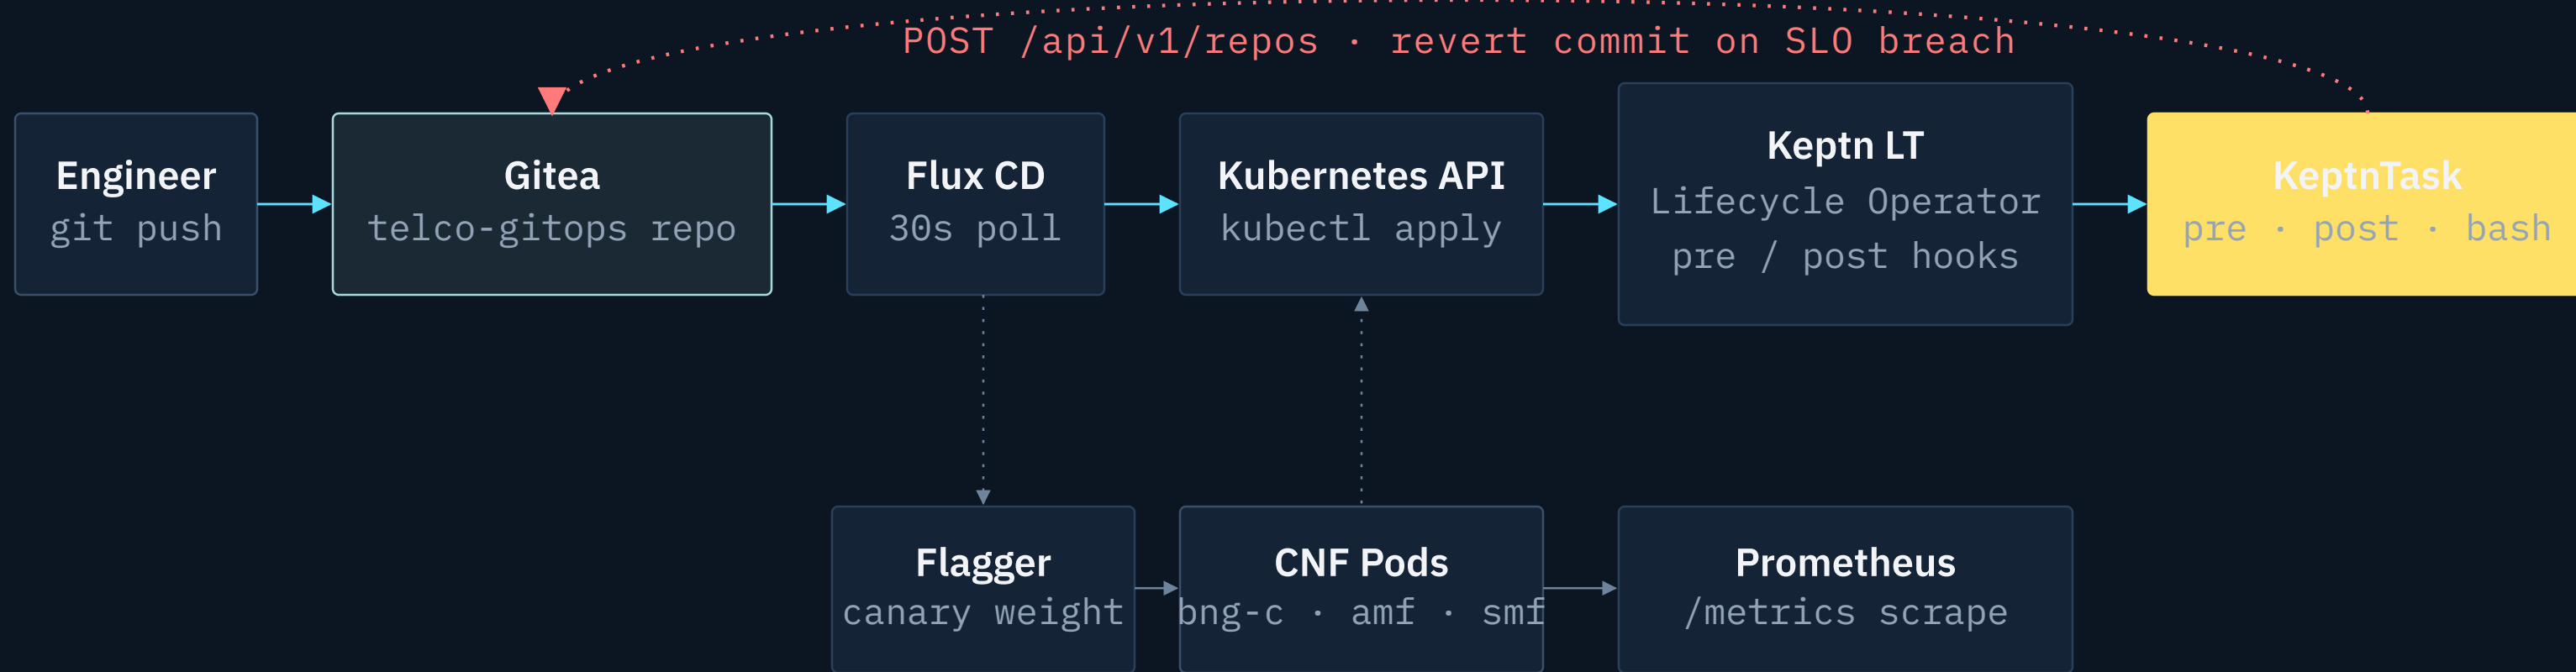 POST /api/v1/repos · revert commit on SLO breach
Engineer
git push
Gitea
telco-gitops repo
Flux CD
30s poll
Kubernetes API
kubectl apply
Keptn LT
Lifecycle Operator
pre / post hooks
KeptnTask
pre · post · bash
Flagger
canary weight
CNF Pods
bng-c · amf · smf
Prometheus
/metrics scrape